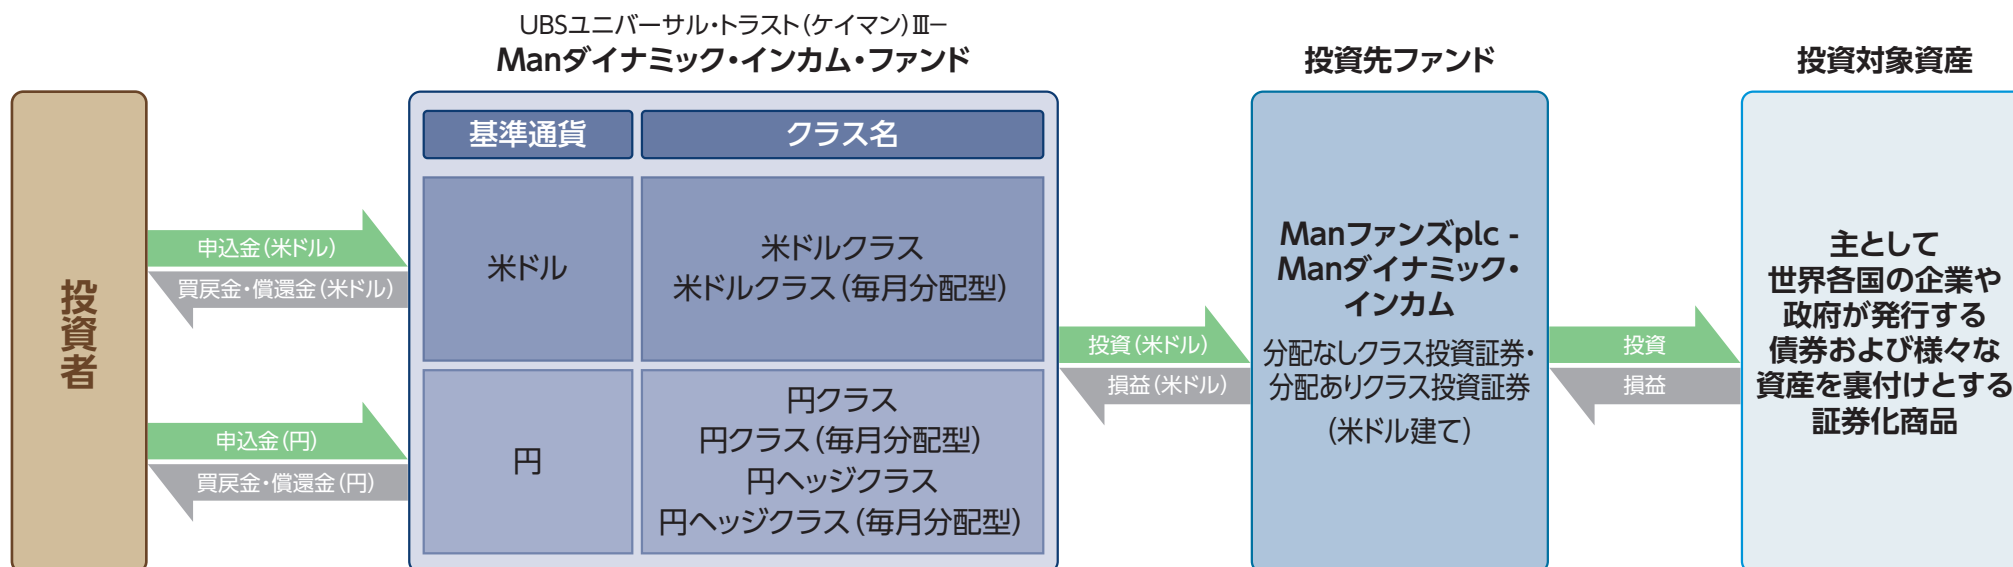 UBSユニバーサル・トラスト(ケイマン)Ⅲー
Manダイナミック・インカム・ファンド
投資先ファンド
投資対象資産
投資者
申込金(米ドル)
買戻金・償還金(米ドル)
申込金(円)
買戻金・償還金(円)
基準通貨
クラス名
米ドル
米ドルクラス
米ドルクラス(毎月分配型)
円
円クラス
円クラス(毎月分配型)
円ヘッジクラス
円ヘッジクラス(毎月分配型)
投資(米ドル)
損益(米ドル)
Manファンズplc -
Manダイナミック・
インカム
分配なしクラス投資証券・
分配ありクラス投資証券
(米ドル建て)
投資
損益
主として
世界各国の企業や
政府が発行する
債券および様々な
資産を裏付けとする
証券化商品